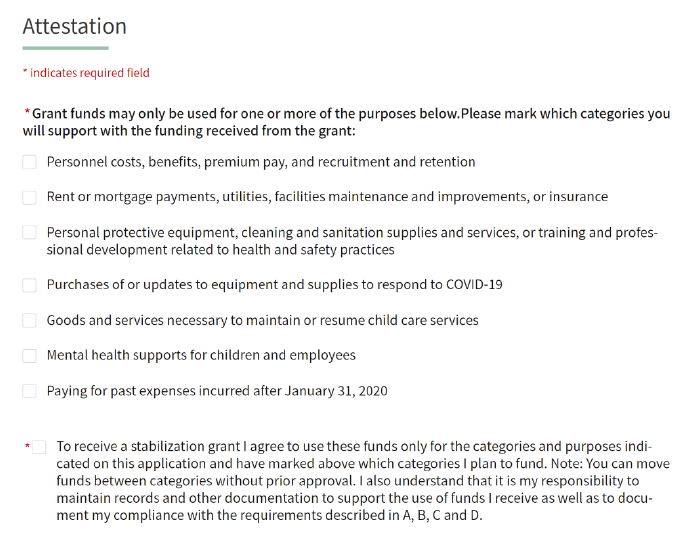 Attestation
* indicates required field
*Grant funds may only be used for one or more of the purposes below.Please mark which categories you
will support with the funding received from the grant:
Personnel costs, benefits, premium pay, and recruitment and retention
Rent or mortgage payments, utilities, facilities maintenance and improvements, or insurance
Personal protective equipment, cleaning and sanitation supplies and services, or training and profes-
sional development related to health and safety practices
Purchases of or updates to equipment and supplies to respond to COVID-19
Goods and services necessary to maintain or resume child care services
Mental health supports for children and employees
Paying for past expenses incurred after January 31, 2020
* To receive a stabilization grant I agree to use these funds only for the categories and purposes indi-
cated on this application and have marked above which categories I plan to fund. Note: You can move
funds between categories without prior approval. I also understand that it is my responsibility to
maintain records and other documentation to support the use of funds I receive as well as to docu-
ment my compliance with the requirements described in A, B, C and D.